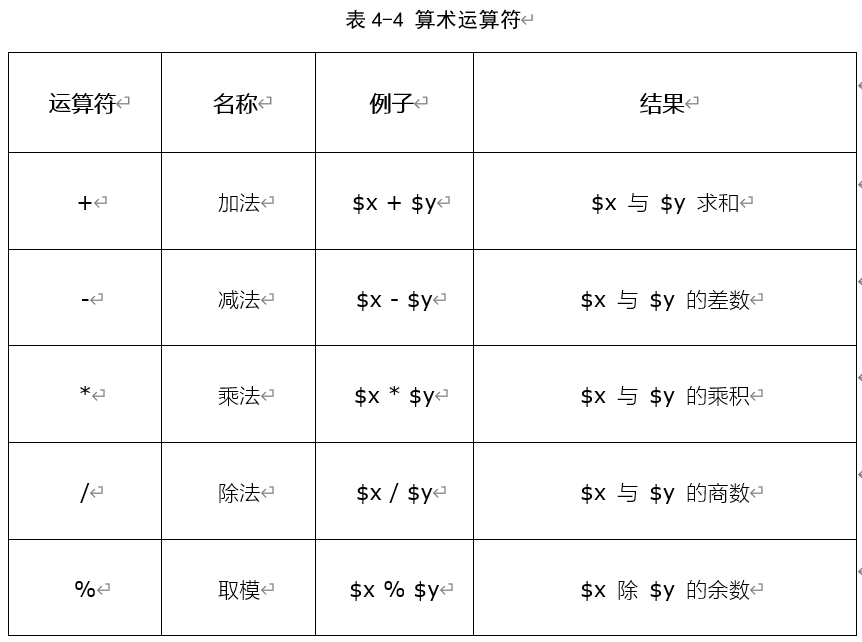 表 4-4 算术运算符
运算符 名称 例子 结果
+ 加法 $x + $y $x 与 $y 求和
- 减法 $x - $y $x 与 $y 的差数
* 乘法 $x * $y $x 与 $y 的乘积
/ 除法 $x / $y $x 与 $y 的商数
% 取模 $x % $y $x 除 $y 的余数